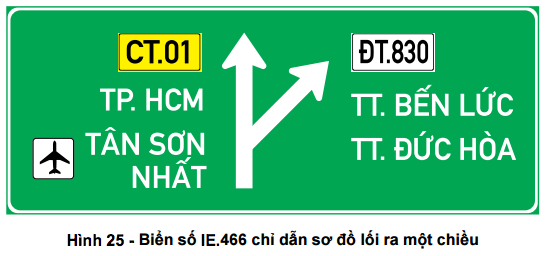 CT.01
TP. HCM
TÂN SƠN
NHẤT
ĐT.830
TT. BẾN LỨC
TT. ĐỨC HÒA
Hình 25 - Biển số IE.466 chỉ dẫn sơ đồ lối ra một chiều